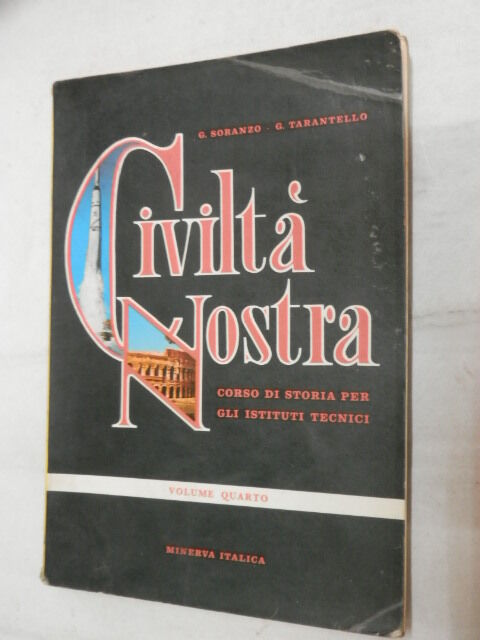 G. SORANZO - G. TARANTELLO
Civiltà
Nostra
CORSO DI STORIA PER
GLI ISTITUTI TECNICI
VOLUME QUARTO
MINERVA ITALICA